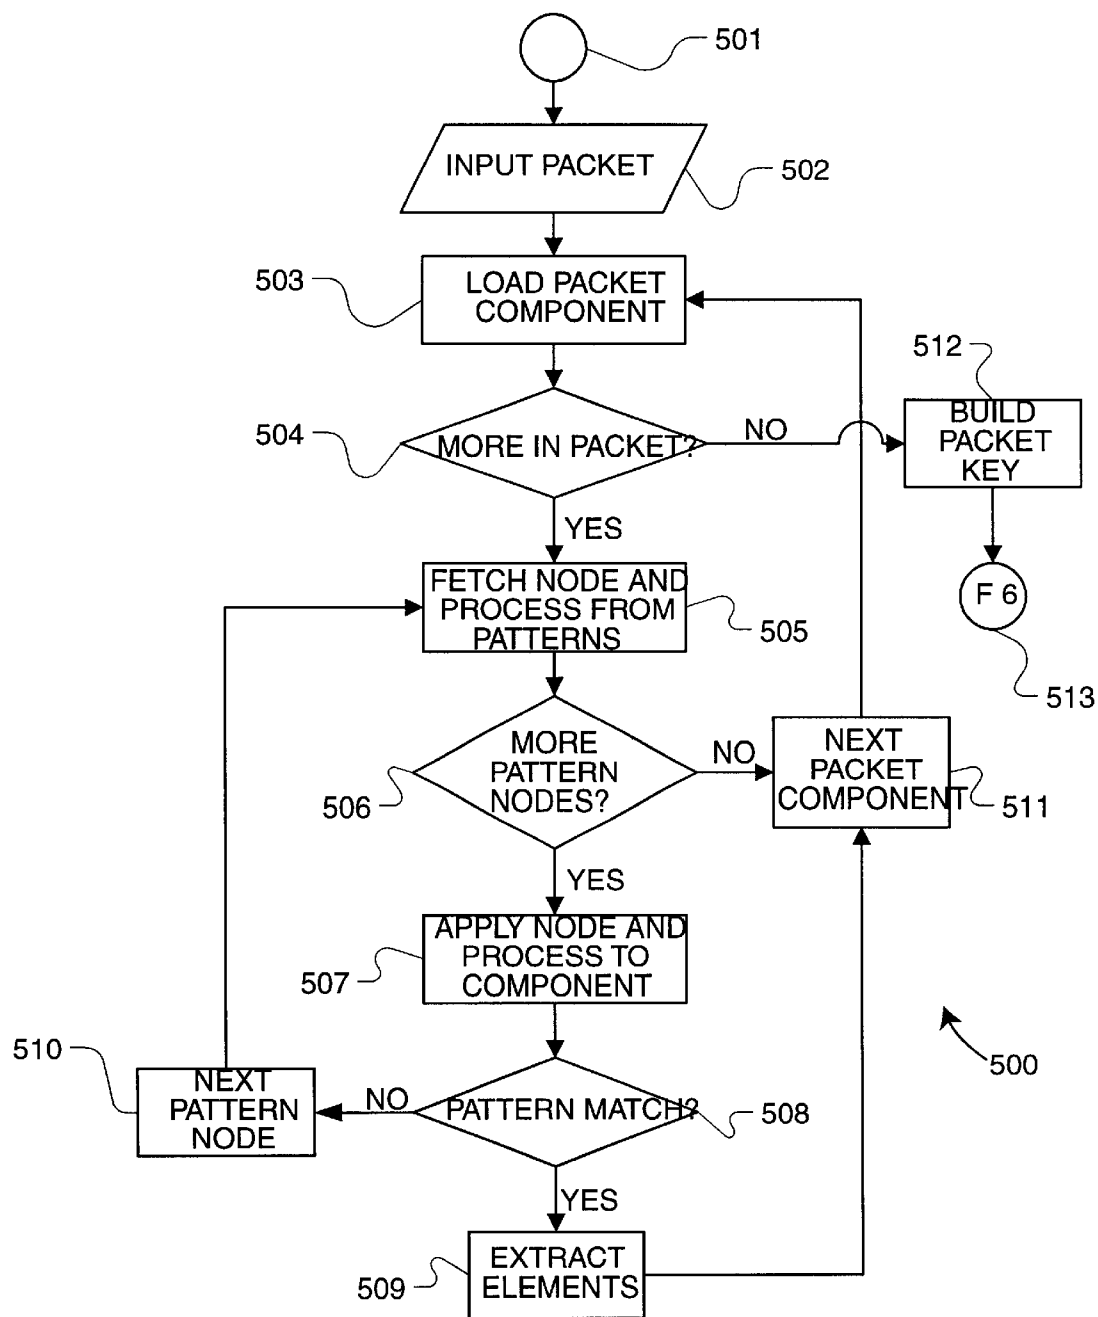 501
INPUT PACKET
502
503
LOAD PACKET
COMPONENT
512
504
MORE IN PACKET?
NO
BUILD
PACKET
KEY
YES
F 6
FETCH NODE AND
PROCESS FROM
PATTERNS
505
513
MORE
PATTERN
NODES?
NO
506
NEXT
PACKET
COMPONENT
511
YES
APPLY NODE AND
PROCESS TO
COMPONENT
507
510
NEXT
PATTERN
NODE
NO
PATTERN MATCH?
508
500
YES
EXTRACT
ELEMENTS
509